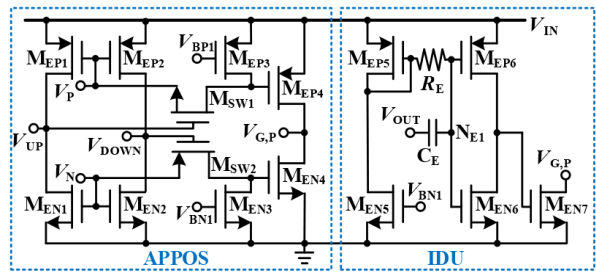 V_IN
M_EP1 M_EP2 V_BP1 M_EP3 M_EP4 M_EP5 R_E M_EP6
V_P M_SW1
V_UP V_DOWN V_G,P V_OUT C_E N_E1 V_G,P
V_N M_SW2
M_EN1 M_EN2 V_BN1 M_EN3 M_EN4 M_EN5 V_BN1 M_EN6 M_EN7
APPOS IDU